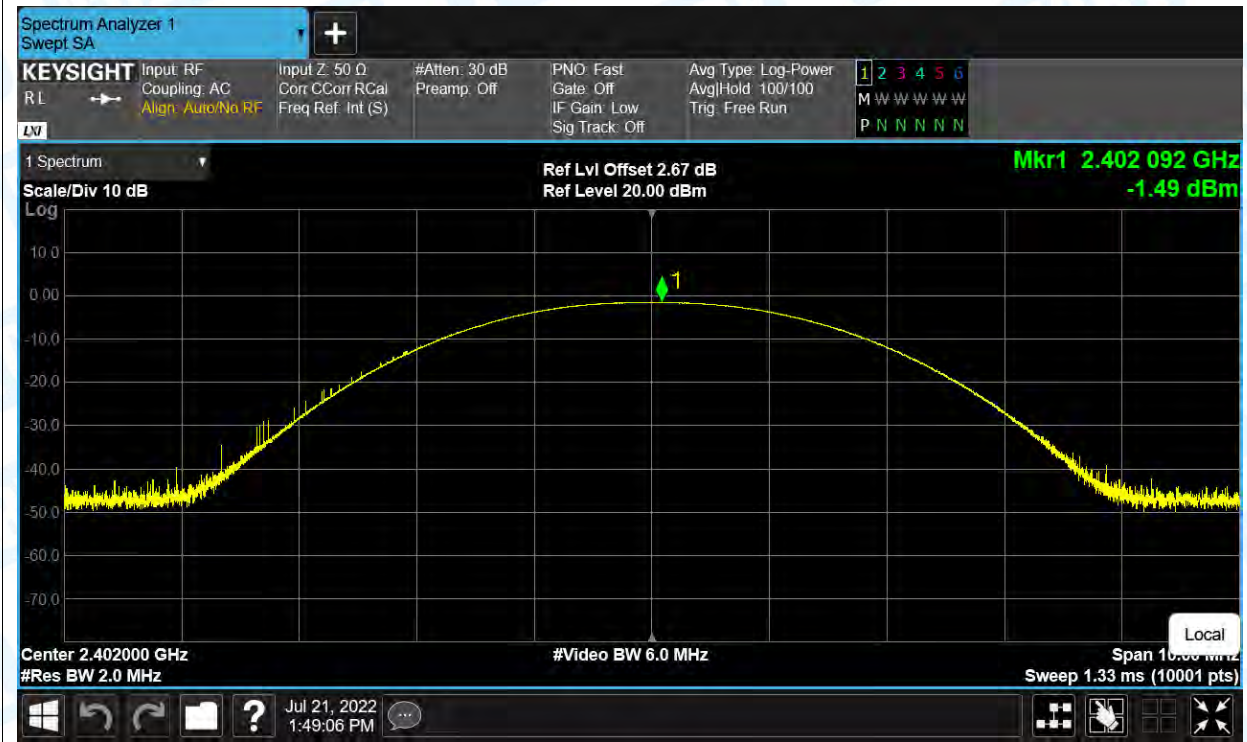 Spectrum Analyzer 1
Swept SA
+
KEYSIGHT
R L
LXI
Input: RF
Coupling: AC
Align: Auto/No RF
Input Z: 50 Ω
Corr CCorr RCal
Freq Ref: Int (S)
#Atten: 30 dB
Preamp: Off
PNO: Fast
Gate: Off
IF Gain: Low
Sig Track: Off
Avg Type: Log-Power
Avg|Hold: 100/100
Trig: Free Run
1 2 3 4 5 6
M W W W W W
P N N N N N
1 Spectrum
Scale/Div 10 dB
Ref Lvl Offset 2.67 dB
Ref Level 20.00 dBm
Mkr1 2.402 092 GHz
-1.49 dBm
Log
10.0
0.00
-10.0
-20.0
-30.0
-40.0
-50.0
-60.0
-70.0
1
Local
Center 2.402000 GHz
#Video BW 6.0 MHz
Span 10.00 MHz
#Res BW 2.0 MHz
Sweep 1.33 ms (10001 pts)
?
Jul 21, 2022
1:49:06 PM